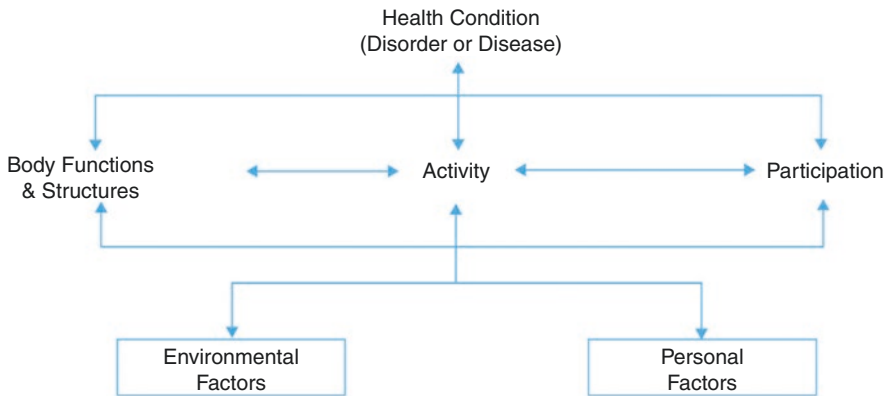 Health Condition
(Disorder or Disease)
Body Functions
& Structures
Activity
Participation
Environmental
Factors
Personal
Factors